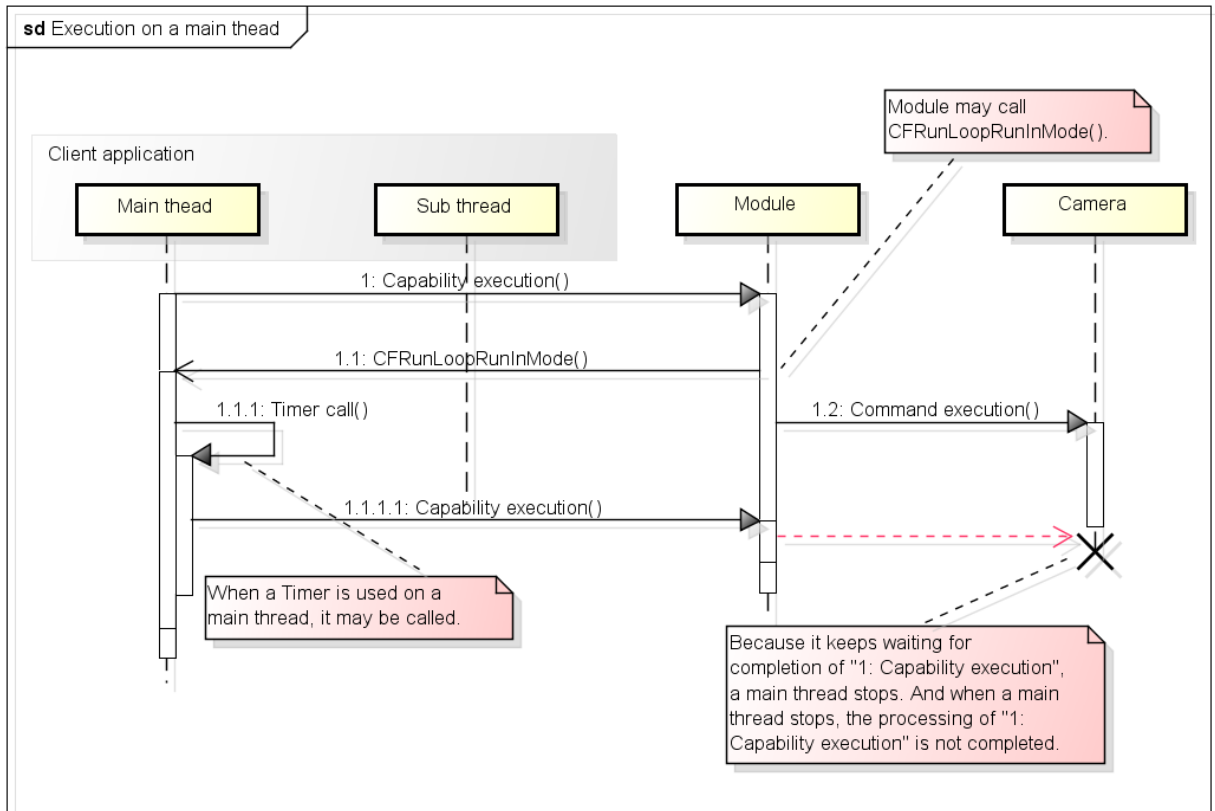 sd Execution on a main thead
Module may call
CFRunLoopRunInMode().
Client application
Main thead
Sub thread
Module
Camera
1: Capability execution()
1.1: CFRunLoopRunInMode()
1.1.1: Timer call()
1.2: Command execution()
1.1.1.1: Capability execution()
When a Timer is used on a
main thread, it may be called.
Because it keeps waiting for
completion of "1: Capability execution",
a main thread stops. And when a main
thread stops, the processing of "1:
Capability execution" is not completed.